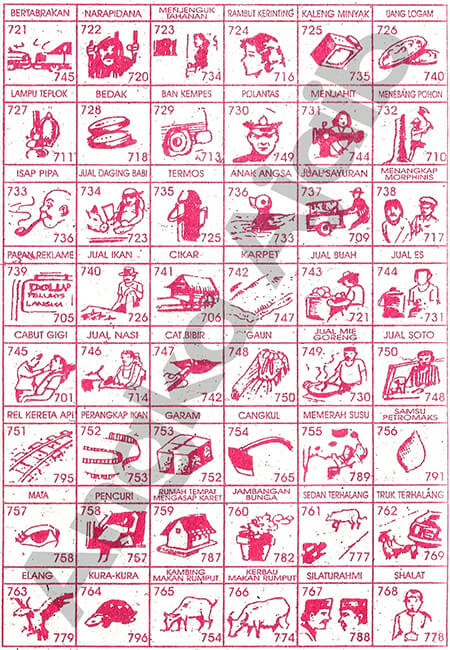 BERTABRAKAN
721
745
NARAPIDANA
722
720
MENJENGUK
TAHANAN
723
734
RAMBUT KERINTING
724
716
KALENG MINYAK
725
735
UANG LOGAM
726
740
LAMPU TEPLOK
727
711
BEDAK
728
718
BAN KEMPES
729
713
POLANTAS
730
749
MENJAHIT
731
744
MENEBANG POHON
732
710
ISAP PIPA
733
736
JUAL DAGING BABI
734
723
TERMOS
735
725
ANAK ANGSA
736
733
JUAL SAYURAN
737
709
MENANGKAP
MORPHINIS
738
717
PAPAN REKLAME
739
705
JUAL IKAN
740
726
CIKAR
741
706
KARPET
742
747
JUAL BUAH
743
721
JUAL ES
744
731
CABUT GIGI
745
701
JUAL NASI
746
714
CAT.BIBIR
747
742
GAUN
748
750
JUAL MIE
GORENG
749
730
JUAL SOTO
750
748
REL KERETA API
751
795
PERANGKAP IKAN
752
753
GARAM
753
752
CANGKUL
754
765
MEMERAH SUSU
755
789
SAMSU
PETROMAKS
756
791
MATA
757
758
PENCURI
758
757
RUMAH TEMPAT
MENGASAP KARET
759
787
JAMBANGAN
BUNGA
760
782
SEDAN TERHALANG
761
777
TRUK TERHALANG
762
769
ELANG
763
779
KURA-KURA
764
796
KAMBING
MAKAN RUMPUT
765
754
KERBAU
MAKAN RUMPUT
766
774
SILATURAHMI
767
788
SHALAT
768
778